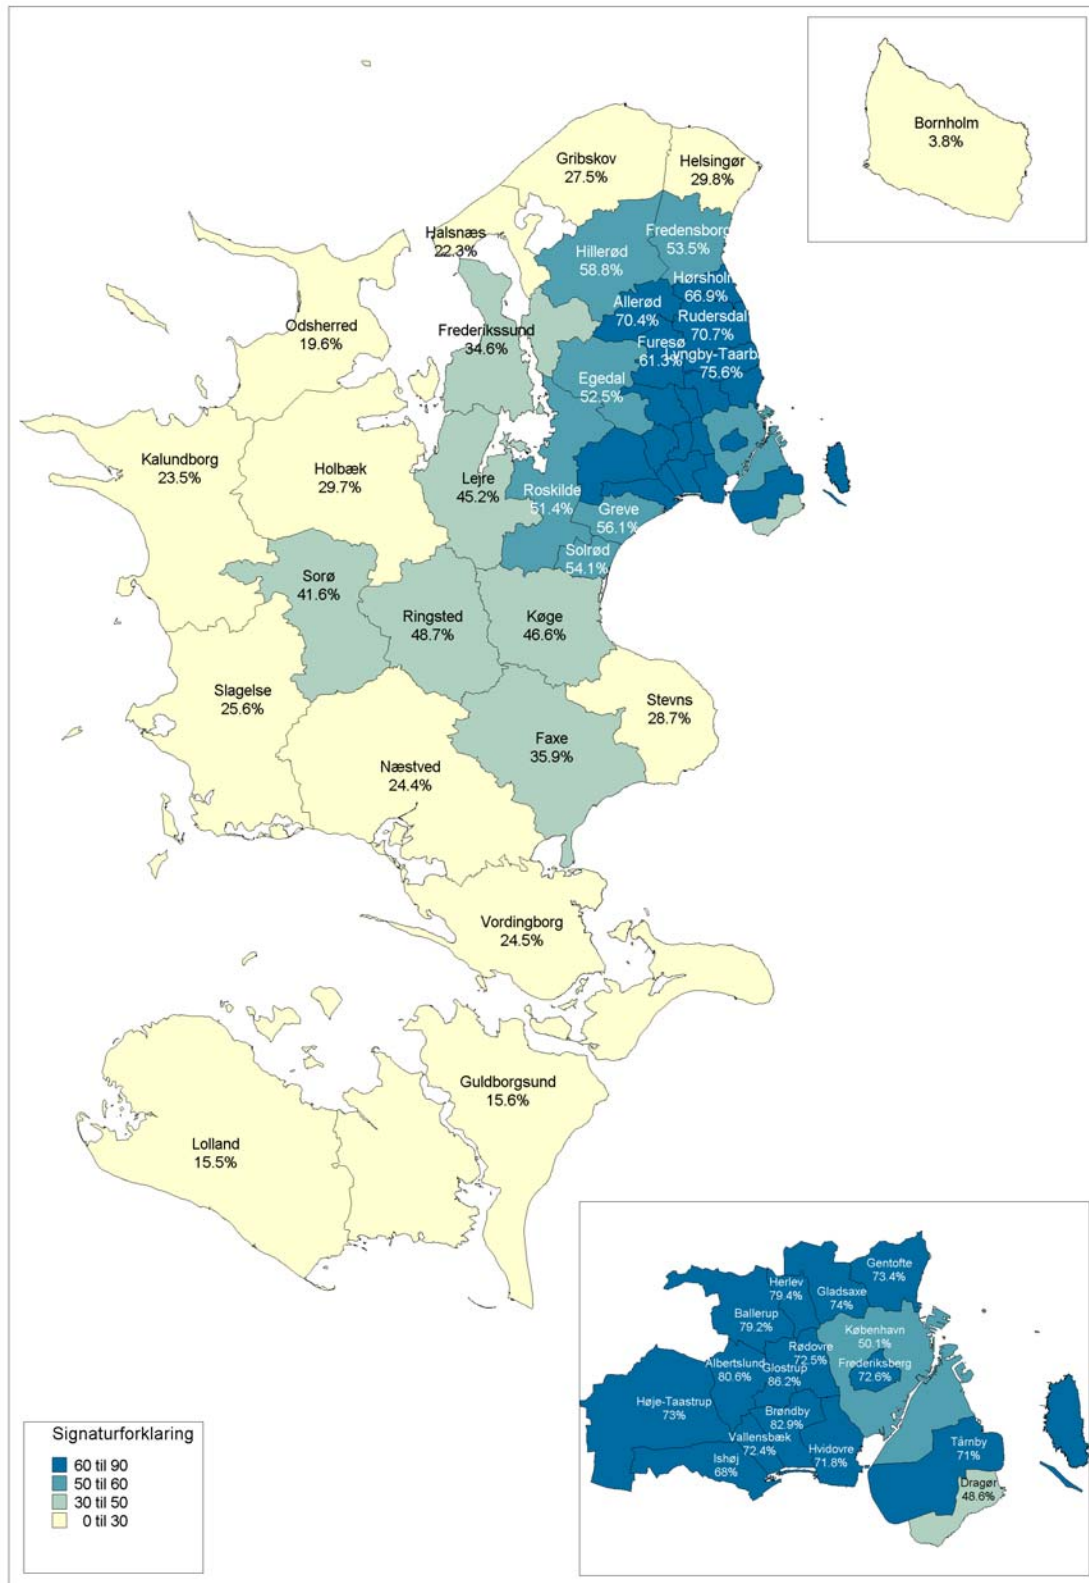 Bornholm
3.8%
Gribskov
27.5%
Helsingør
29.8%
Halsnæs
22.3%
Hillerød
58.8%
Fredensborg
53.5%
Hørsholm
66.9%
Allerød
70.4%
Rudersdal
70.7%
Odsherred
19.6%
Frederikssund
34.6%
Furesø
61.3%
Lyngby-Taarb
75.6%
Egedal
52.5%
Kalundborg
23.5%
Holbæk
29.7%
Lejre
45.2%
Roskilde
51.4%
Greve
56.1%
Solrød
54.1%
Sorø
41.6%
Ringsted
48.7%
Køge
46.6%
Slagelse
25.6%
Stevns
28.7%
Faxe
35.9%
Næstved
24.4%
Vordingborg
24.5%
Guldborgsund
15.6%
Lolland
15.5%
Gentofte
73.4%
Herlev
79.4%
Gladsaxe
74%
Ballerup
79.2%
København
50.1%
Rødovre
72.5%
Albertslund
80.6%
Glostrup
86.2%
Frederiksberg
72.6%
Høje-Taastrup
73%
Brøndby
82.9%
Vallensbæk
72.4%
Hvidovre
71.8%
Ishøj
68%
Tårnby
71%
Dragør
48.6%
Signaturforklaring
60 til 90
50 til 60
30 til 50
0 til 30